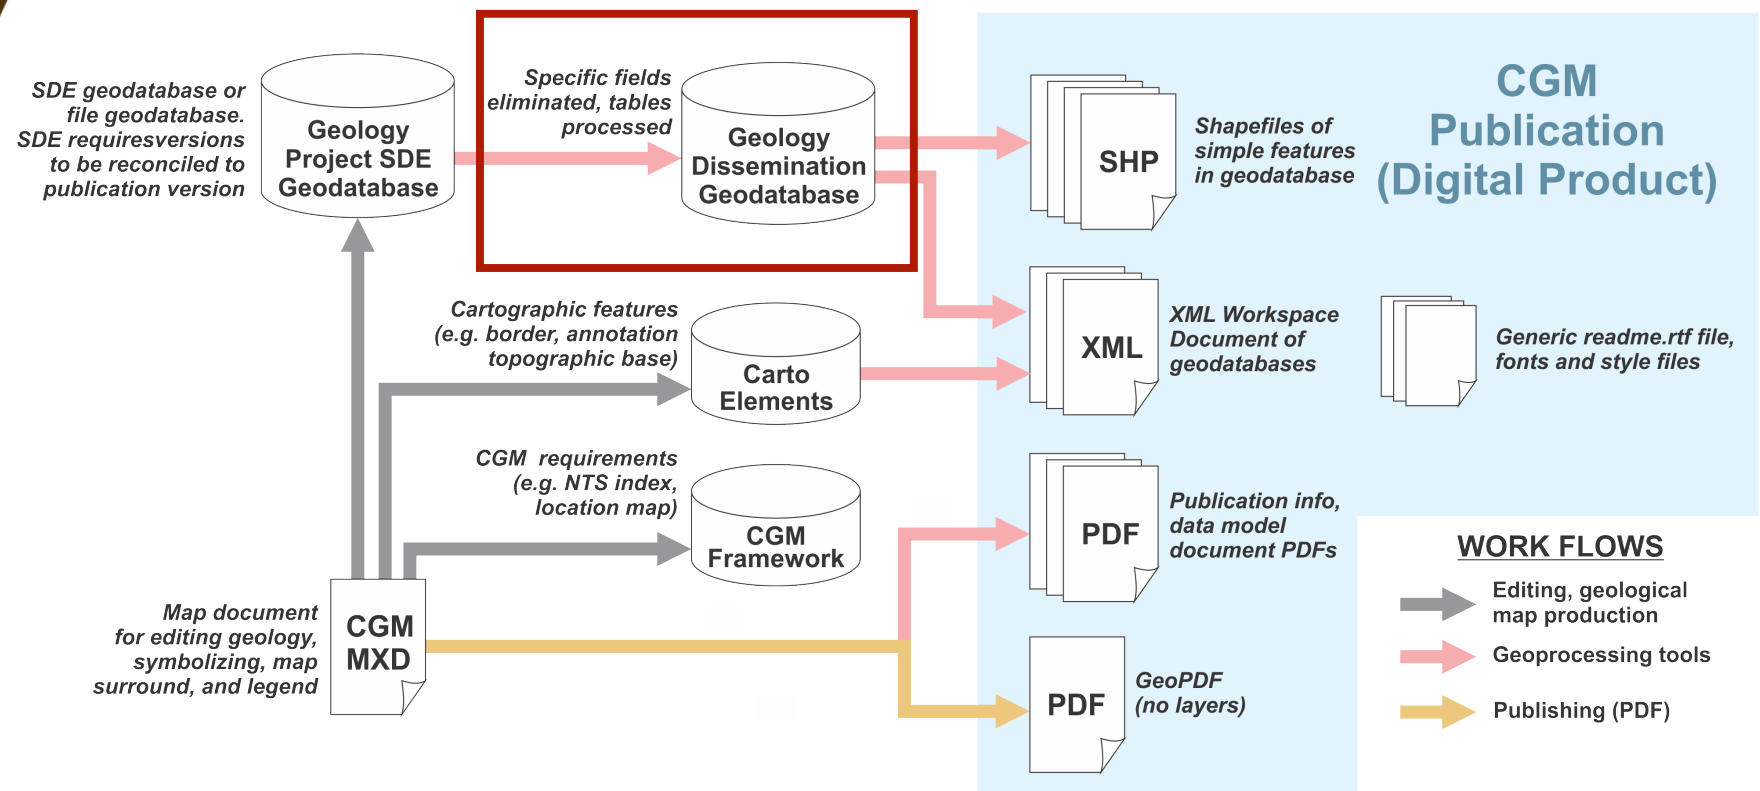 SDE geodatabase or
file geodatabase.
SDE requiresversions
to be reconciled to
publication version
Geology
Project SDE
Geodatabase
Specific fields
eliminated, tables
processed
Geology
Dissemination
Geodatabase
SHP
Shapefiles of
simple features
in geodatabase
CGM
Publication
(Digital Product)
Cartographic features
(e.g. border, annotation
topographic base)
Carto
Elements
XML
XML Workspace
Document of
geodatabases
Generic readme.rtf file,
fonts and style files
CGM requirements
(e.g. NTS index,
location map)
CGM
Framework
PDF
Publication info,
data model
document PDFs
Map document
for editing geology,
symbolizing, map
surround, and legend
CGM
MXD
PDF
GeoPDF
(no layers)
WORK FLOWS
Editing, geological
map production
Geoprocessing tools
Publishing (PDF)